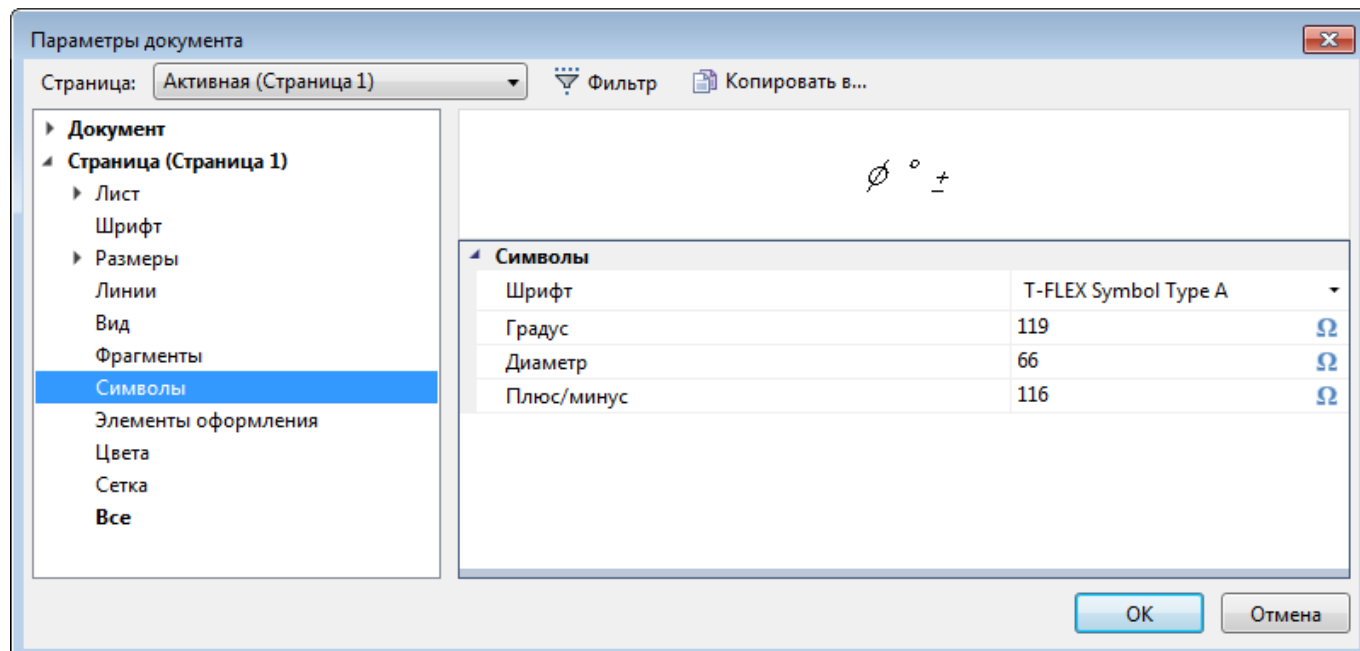 Параметры документа
Страница: Активная (Страница 1) Фильтр Копировать в...
Документ
Страница (Страница 1)
Лист
Шрифт
Размеры
Линии
Вид
Фрагменты
Символы
Элементы оформления
Цвета
Сетка
Все
⌀ ° ±
Символы
Шрифт T-FLEX Symbol Type A
Градус 119 Ω
Диаметр 66 Ω
Плюс/минус 116 Ω
ОК Отмена